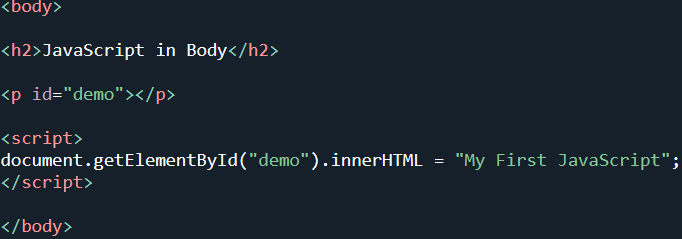 <body>
<h2>JavaScript in Body</h2>
<p id="demo"></p>
<script>
document.getElementById("demo").innerHTML = "My First JavaScript";
</script>
</body>